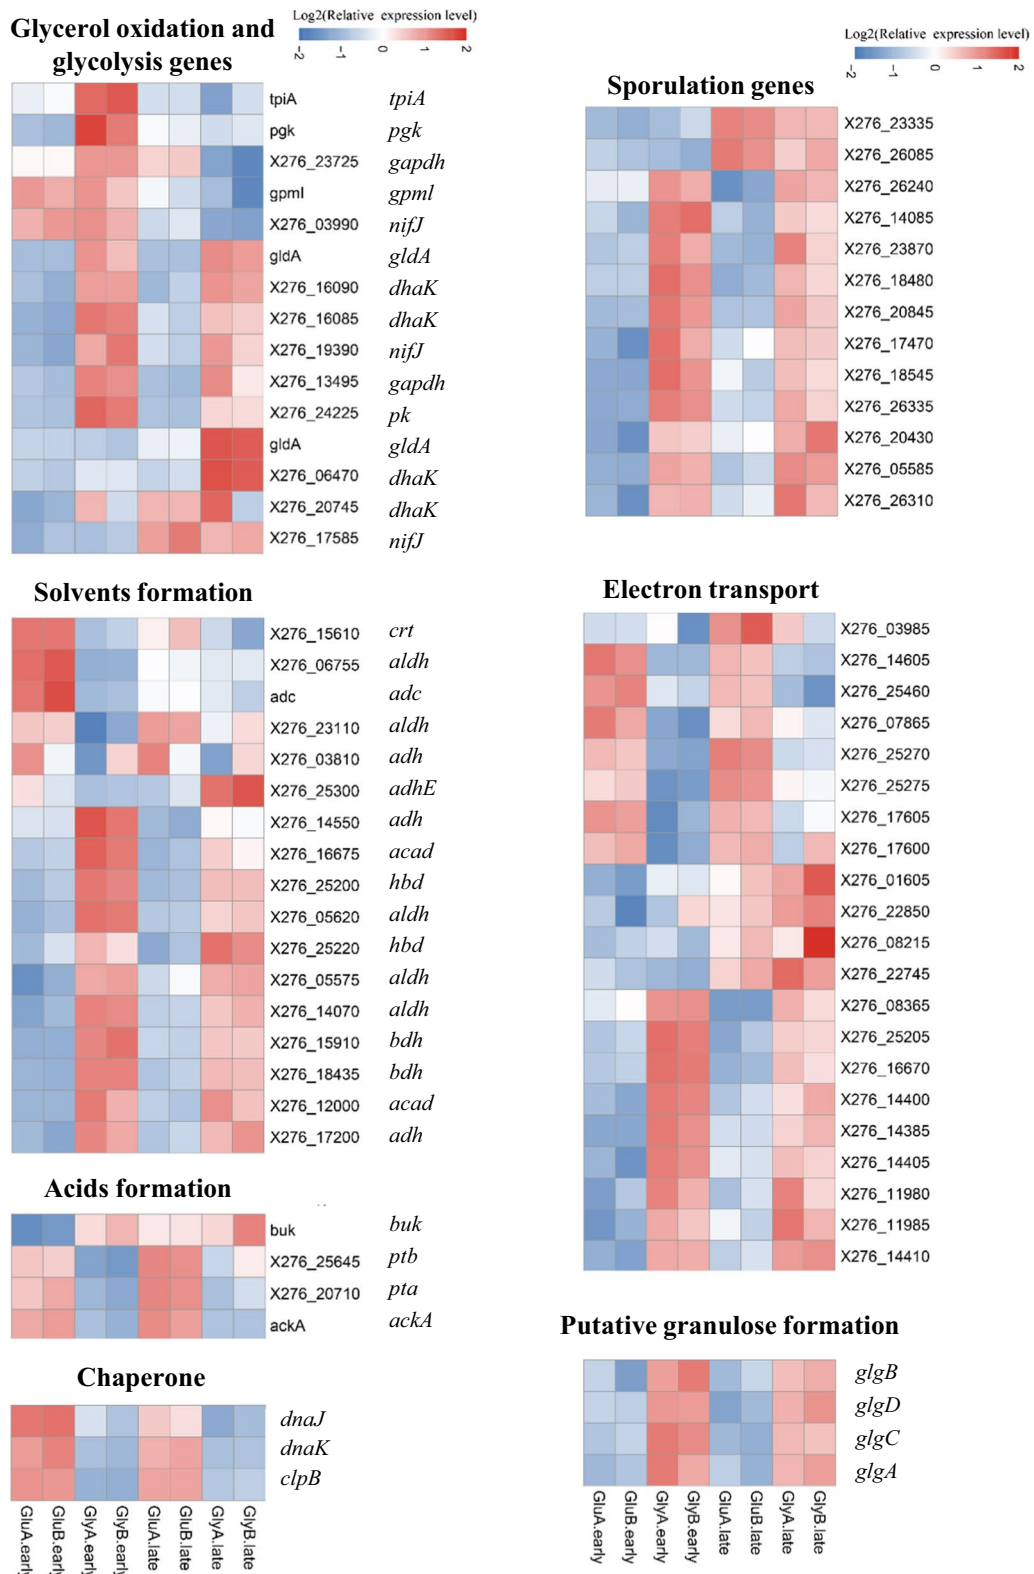 Glycerol oxidation and
glycolysis genes
Log2(Relative expression level)
-2 -1 0 1 2
tpiA tpiA
pgk pgk
X276_23725 gapdh
gpmI gpml
X276_03990 nifJ
gldA gldA
X276_16090 dhaK
X276_16085 dhaK
X276_19390 nifJ
X276_13495 gapdh
X276_24225 pk
gldA gldA
X276_06470 dhaK
X276_20745 dhaK
X276_17585 nifJ
Solvents formation
X276_15610 crt
X276_06755 aldh
adc adc
X276_23110 aldh
X276_03810 adh
X276_25300 adhE
X276_14550 adh
X276_16675 acad
X276_25200 hbd
X276_05620 aldh
X276_25220 hbd
X276_05575 aldh
X276_14070 aldh
X276_15910 bdh
X276_18435 bdh
X276_12000 acad
X276_17200 adh
Acids formation
buk buk
X276_25645 ptb
X276_20710 pta
ackA ackA
Chaperone
dnaJ
dnaK
clpB
GluA.early GluB.early GlyA.early GlyB.early GluA.late GluB.late GlyA.late GlyB.late
Log2(Relative expression level)
-2 -1 0 1 2
Sporulation genes
X276_23335
X276_26085
X276_26240
X276_14085
X276_23870
X276_18480
X276_20845
X276_17470
X276_18545
X276_26335
X276_20430
X276_05585
X276_26310
Electron transport
X276_03985
X276_14605
X276_25460
X276_07865
X276_25270
X276_25275
X276_17605
X276_17600
X276_01605
X276_22850
X276_08215
X276_22745
X276_08365
X276_25205
X276_16670
X276_14400
X276_14385
X276_14405
X276_11980
X276_11985
X276_14410
Putative granulose formation
glgB
glgD
glgC
glgA
GluA.early GluB.early GlyA.early GlyB.early GluA.late GluB.late GlyA.late GlyB.late